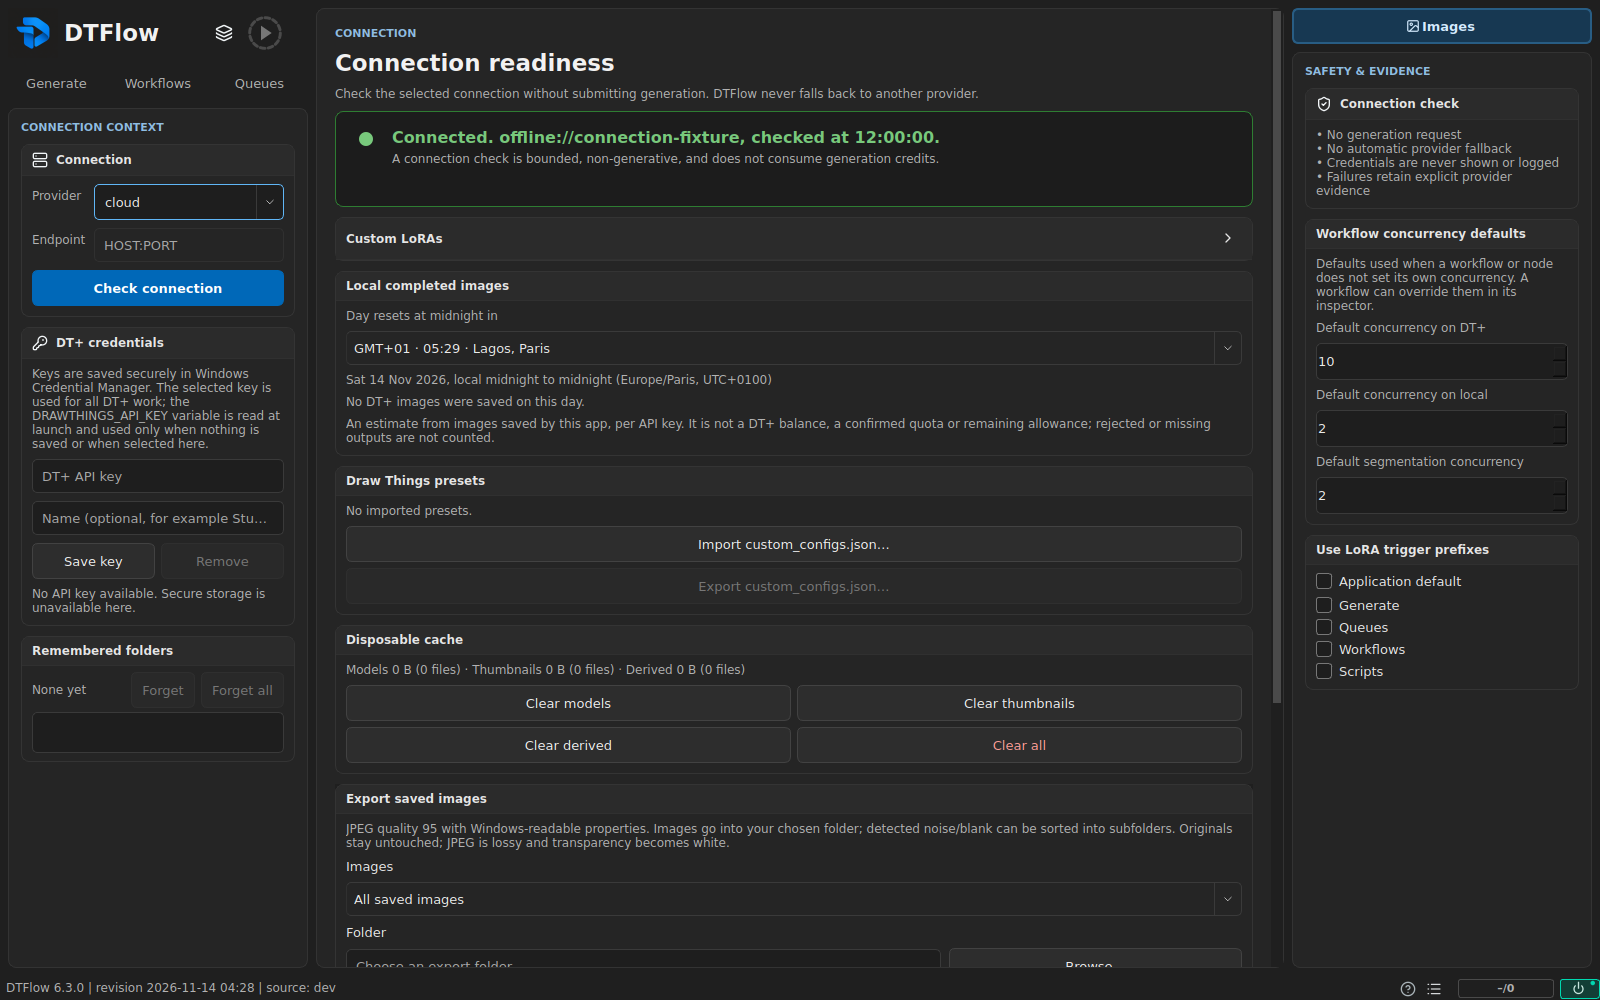 DTFlow
Generate
Workflows
Queues
CONNECTION CONTEXT
Connection
Provider
cloud
Endpoint
HOST:PORT
Check connection
DT+ credentials
Keys are saved securely in Windows
Credential Manager. The selected key is
used for all DT+ work; the
DRAWTHINGS_API_KEY variable is read at
launch and used only when nothing is
saved or when selected here.
DT+ API key
Name (optional, for example Stu...
Save key
Remove
No API key available. Secure storage is
unavailable here.
Remembered folders
None yet
Forget
Forget all
CONNECTION
Connection readiness
Check the selected connection without submitting generation. DTFlow never falls back to another provider.
Connected. offline://connection-fixture, checked at 12:00:00.
A connection check is bounded, non-generative, and does not consume generation credits.
Custom LoRAs
Local completed images
Day resets at midnight in
GMT+01 · 05:29 · Lagos, Paris
Sat 14 Nov 2026, local midnight to midnight (Europe/Paris, UTC+0100)
No DT+ images were saved on this day.
An estimate from images saved by this app, per API key. It is not a DT+ balance, a confirmed quota or remaining allowance; rejected or missing
outputs are not counted.
Draw Things presets
No imported presets.
Import custom_configs.json...
Export custom_configs.json...
Disposable cache
Models 0 B (0 files) · Thumbnails 0 B (0 files) · Derived 0 B (0 files)
Clear models
Clear thumbnails
Clear derived
Clear all
Export saved images
JPEG quality 95 with Windows-readable properties. Images go into your chosen folder; detected noise/blank can be sorted into subfolders. Originals
stay untouched; JPEG is lossy and transparency becomes white.
Images
All saved images
Folder
Choose an export folder
Browse
Images
SAFETY & EVIDENCE
Connection check
• No generation request
• No automatic provider fallback
• Credentials are never shown or logged
• Failures retain explicit provider
evidence
Workflow concurrency defaults
Defaults used when a workflow or node
does not set its own concurrency. A
workflow can override them in its
inspector.
Default concurrency on DT+
10
Default concurrency on local
2
Default segmentation concurrency
2
Use LoRA trigger prefixes
Application default
Generate
Queues
Workflows
Scripts
DTFlow 6.3.0 | revision 2026-11-14 04:28 | source: dev
–/0